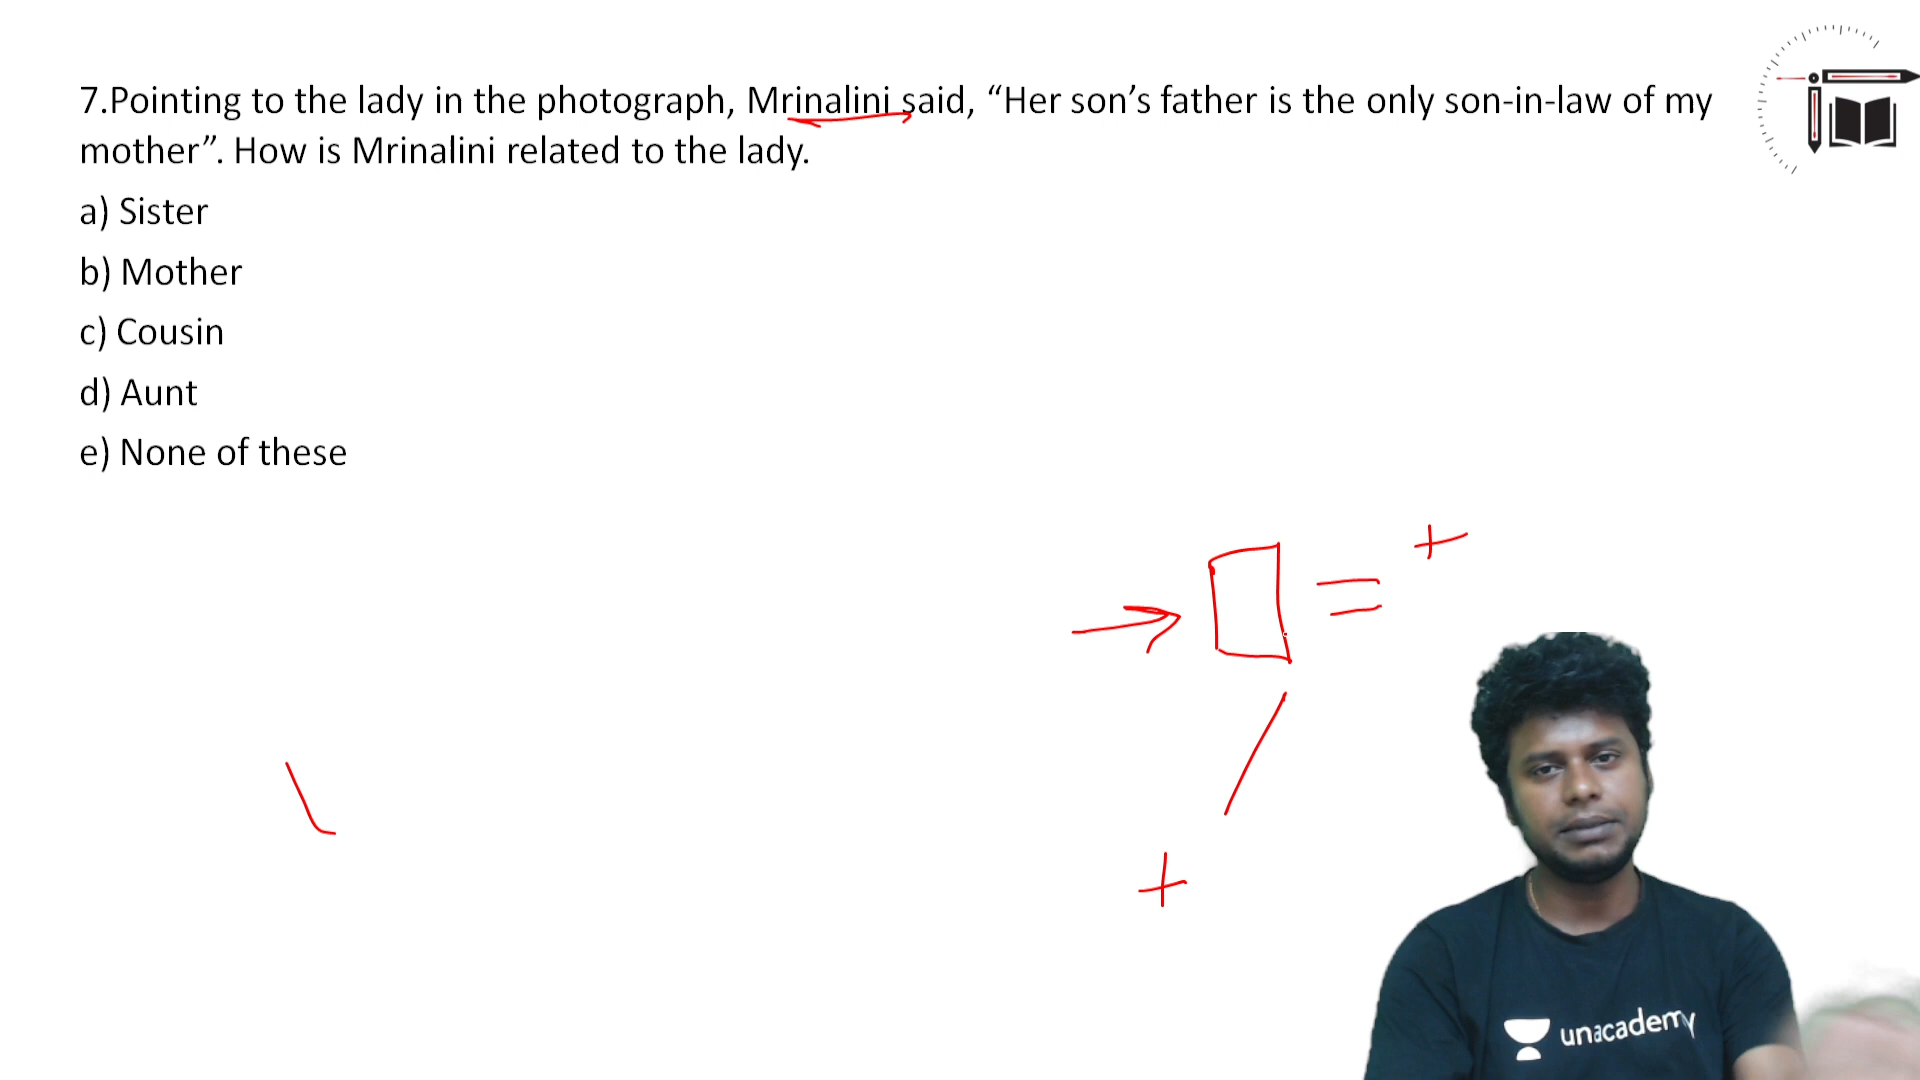 7.Pointing to the lady in the photograph, Mrinalini said, “Her son’s father is the only son-in-law of my
mother”. How is Mrinalini related to the lady.
a) Sister
b) Mother
c) Cousin
d) Aunt
e) None of these
= +
+
unacademy